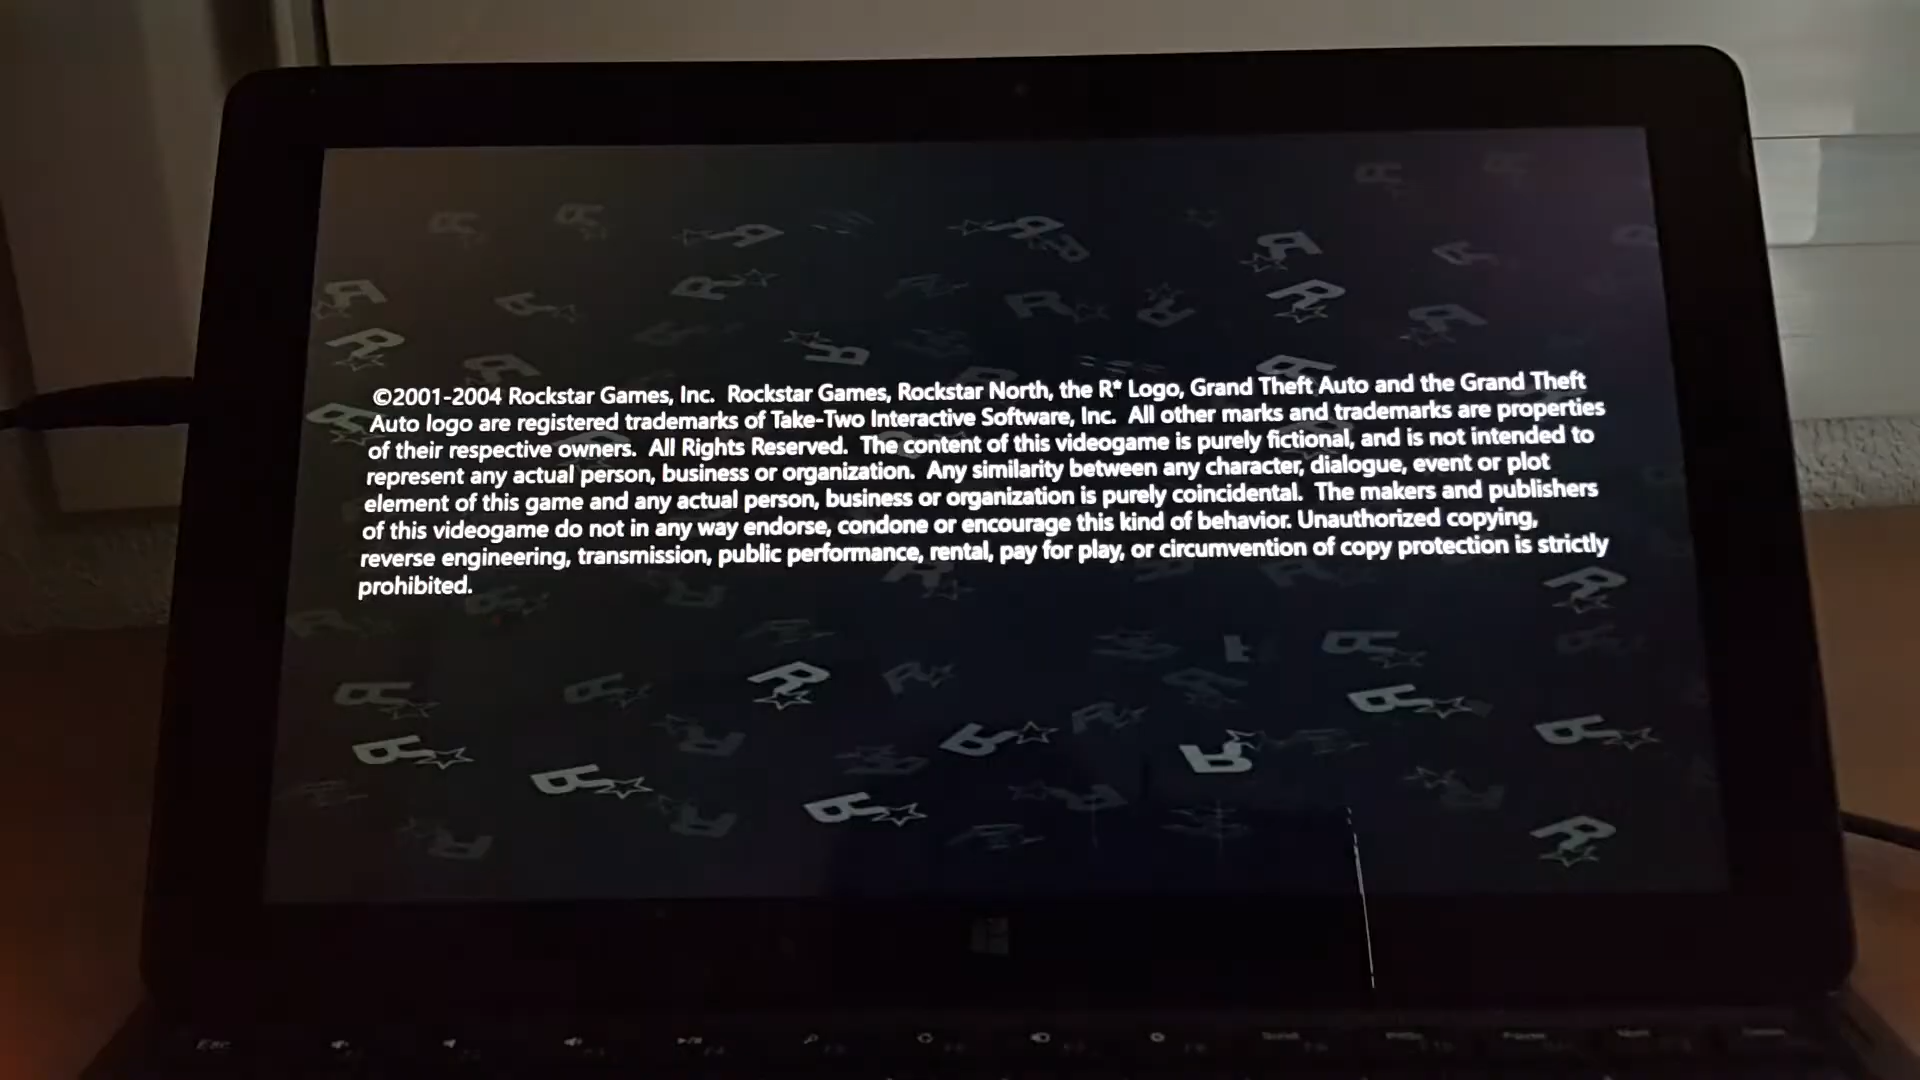 ©2001-2004 Rockstar Games, Inc.  Rockstar Games, Rockstar North, the R* Logo, Grand Theft Auto and the Grand Theft
Auto logo are registered trademarks of Take-Two Interactive Software, Inc.  All other marks and trademarks are properties
of their respective owners.  All Rights Reserved.  The content of this videogame is purely fictional, and is not intended to
represent any actual person, business or organization.  Any similarity between any character, dialogue, event or plot
element of this game and any actual person, business or organization is purely coincidental.  The makers and publishers
of this videogame do not in any way endorse, condone or encourage this kind of behavior. Unauthorized copying,
reverse engineering, transmission, public performance, rental, pay for play, or circumvention of copy protection is strictly
prohibited.
Esc